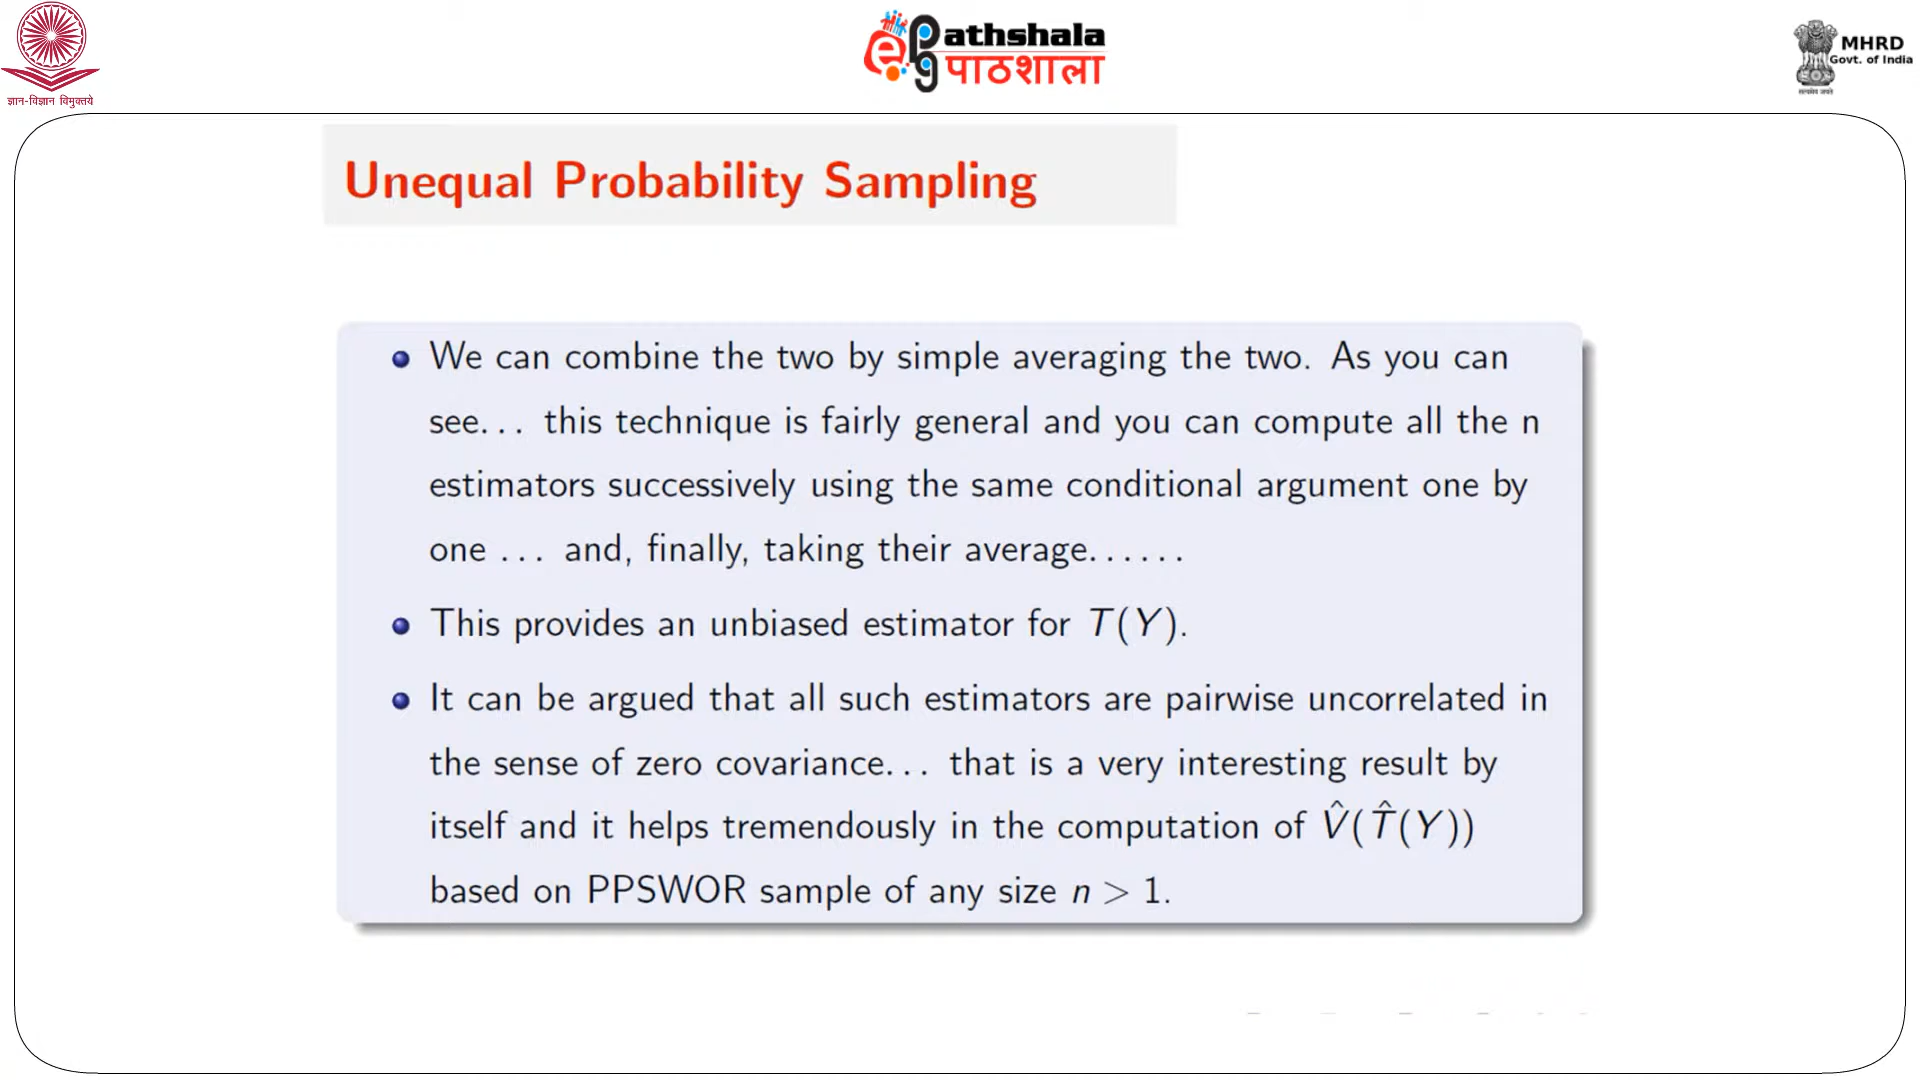 ज्ञान-विज्ञान विमुक्तये
ePG Pathshala
पाठशाला
MHRD
Govt. of India
सत्यमेव जयते
Unequal Probability Sampling
We can combine the two by simple averaging the two. As you can
see... this technique is fairly general and you can compute all the n
estimators successively using the same conditional argument one by
one ... and, finally, taking their average......
This provides an unbiased estimator for T(Y).
It can be argued that all such estimators are pairwise uncorrelated in
the sense of zero covariance... that is a very interesting result by
itself and it helps tremendously in the computation of V̂(T̂(Y))
based on PPSWOR sample of any size n > 1.